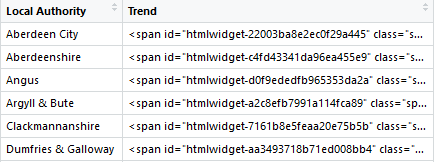 Local Authority Trend
Aberdeen City <span id="htmlwidget-22003ba8e2ec0f29a445" class="s...
Aberdeenshire <span id="htmlwidget-c4fd43341da96ea455e9" class="s...
Angus <span id="htmlwidget-d0f9ededfb965353da2a" class="s...
Argyll & Bute <span id="htmlwidget-a2c8efb7991a114fca89" class="sp...
Clackmannanshire <span id="htmlwidget-7161b8e5feaa20e75b5b" class="s...
Dumfries & Galloway <span id="htmlwidget-aa3493718b71ed008bb4" class="...